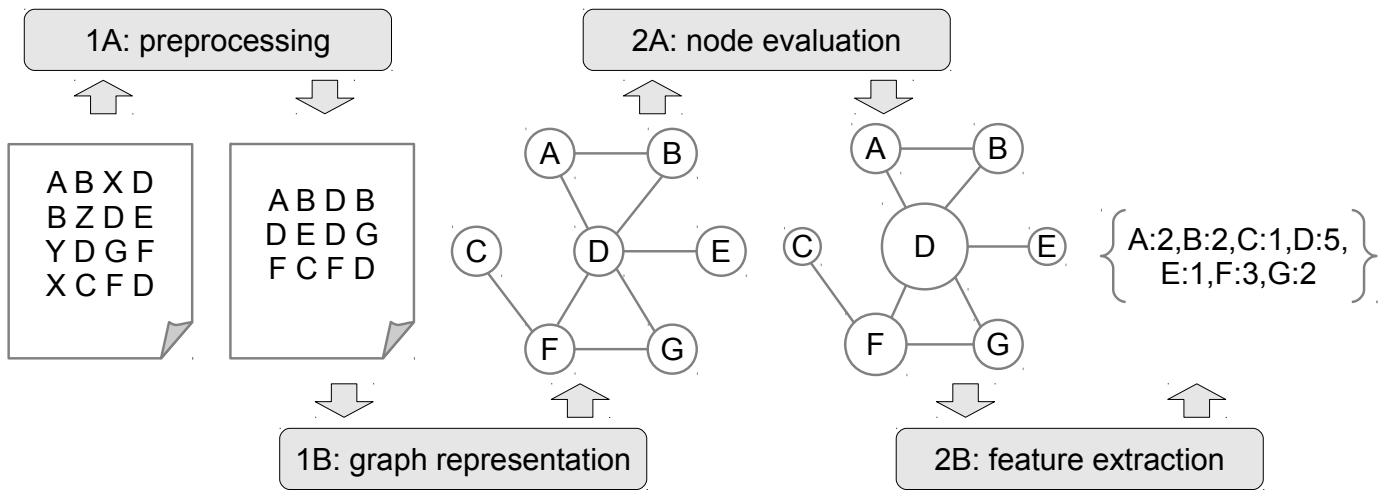 1A: preprocessing
2A: node evaluation
A B X D
B Z D E
Y D G F
X C F D
A B D B
D E D G
F C F D
A
B
C
D
E
F
G
A
B
C
D
E
F
G
A:2,B:2,C:1,D:5,
E:1,F:3,G:2
1B: graph representation
2B: feature extraction